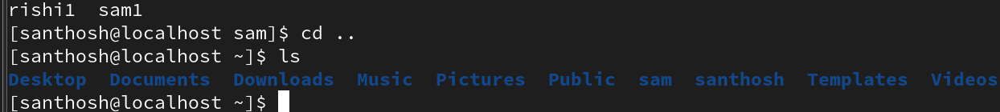 rishi1  sam1
[santhosh@localhost sam]$ cd ..
[santhosh@localhost ~]$ ls
Desktop  Documents  Downloads  Music  Pictures  Public  sam  santhosh  Templates  Videos
[santhosh@localhost ~]$